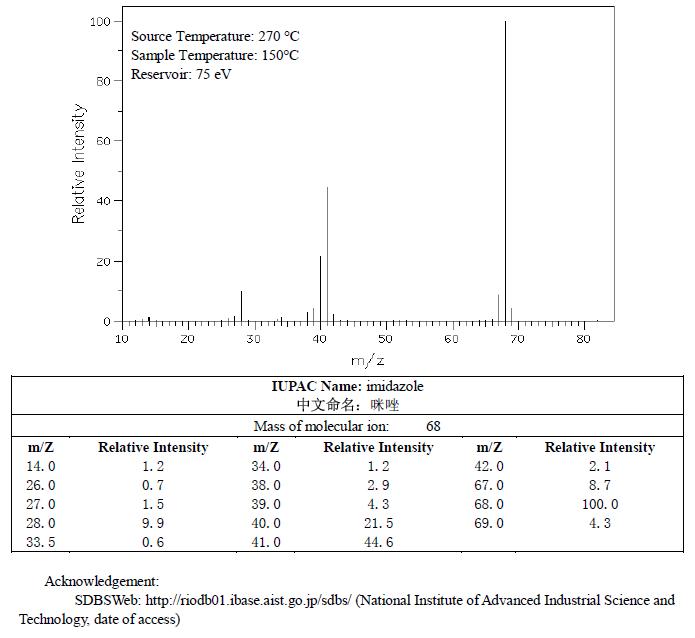 100
Source Temperature: 270 °C
Sample Temperature: 150°C
Reservoir: 75 eV
80
60
40
20
0
Relative Intensity
10 20 30 40 50 60 70 80
m/z
IUPAC Name: imidazole
中文命名：咪唑
Mass of molecular ion: 68
m/Z Relative Intensity m/Z Relative Intensity m/Z Relative Intensity
14.0 1.2 34.0 1.2 42.0 2.1
26.0 0.7 38.0 2.9 67.0 8.7
27.0 1.5 39.0 4.3 68.0 100.0
28.0 9.9 40.0 21.5 69.0 4.3
33.5 0.6 41.0 44.6
Acknowledgement:
SDBSWeb: http://riodb01.ibase.aist.go.jp/sdbs/ (National Institute of Advanced Industrial Science and
Technology, date of access)